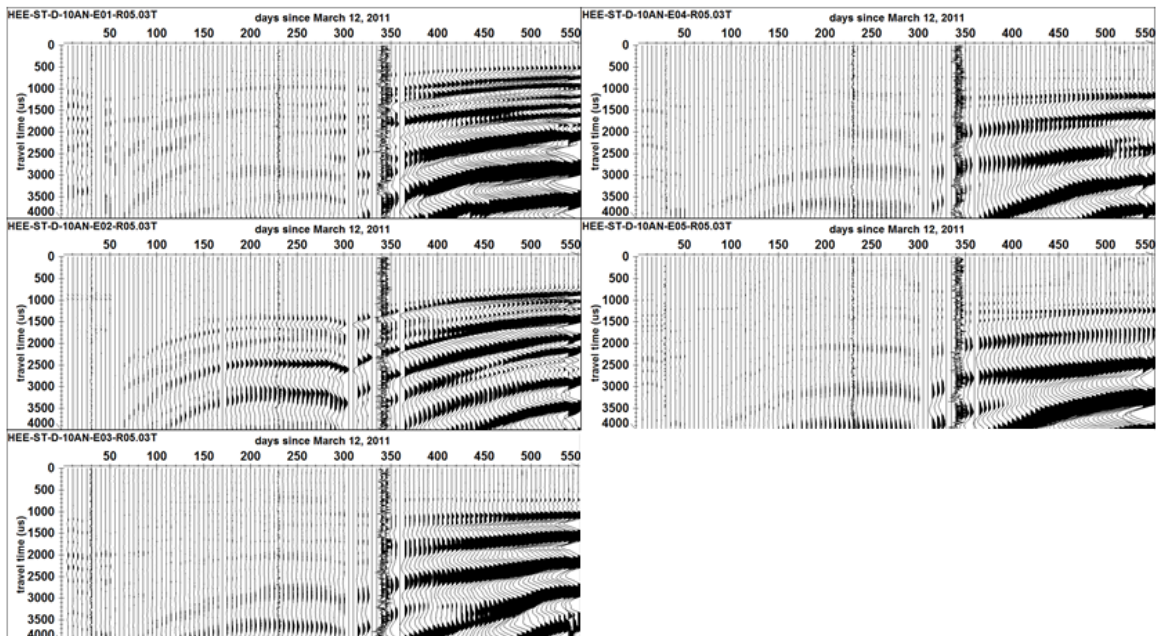 HEE-ST-D-10AN-E01-R05.03T
days since March 12, 2011
50 100 150 200 250 300 350 400 450 500 550
travel time (us)
0
500
1000
1500
2000
2500
3000
3500
4000
HEE-ST-D-10AN-E04-R05.03T
days since March 12, 2011
50 100 150 200 250 300 350 400 450 500 550
travel time (us)
0
500
1000
1500
2000
2500
3000
3500
4000
HEE-ST-D-10AN-E02-R05.03T
days since March 12, 2011
50 100 150 200 250 300 350 400 450 500 550
travel time (us)
0
500
1000
1500
2000
2500
3000
3500
4000
HEE-ST-D-10AN-E05-R05.03T
days since March 12, 2011
50 100 150 200 250 300 350 400 450 500 550
travel time (us)
0
500
1000
1500
2000
2500
3000
3500
4000
HEE-ST-D-10AN-E03-R05.03T
days since March 12, 2011
50 100 150 200 250 300 350 400 450 500 550
travel time (us)
0
500
1000
1500
2000
2500
3000
3500
4000